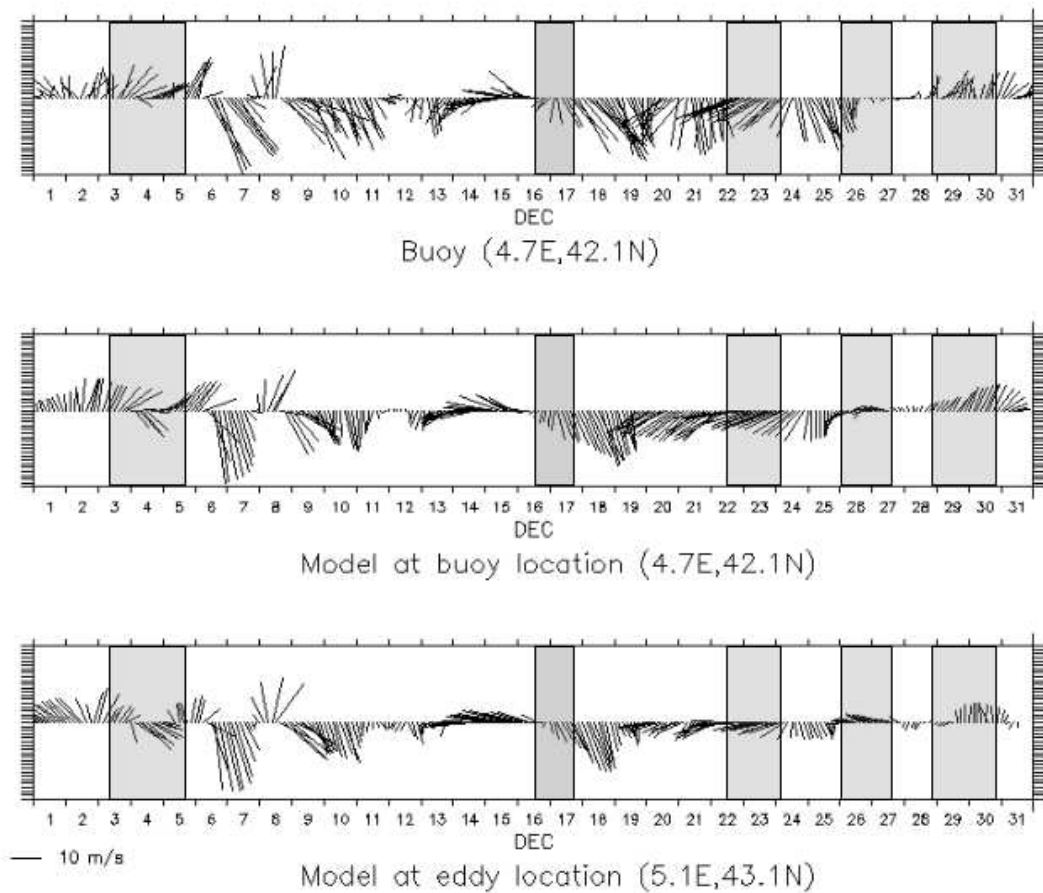 1 2 3 4 5 6 7 8 9 10 11 12 13 14 15 16 17 18 19 20 21 22 23 24 25 26 27 28 29 30 31
DEC
Buoy (4.7E,42.1N)
1 2 3 4 5 6 7 8 9 10 11 12 13 14 15 16 17 18 19 20 21 22 23 24 25 26 27 28 29 30 31
DEC
Model at buoy location (4.7E,42.1N)
1 2 3 4 5 6 7 8 9 10 11 12 13 14 15 16 17 18 19 20 21 22 23 24 25 26 27 28 29 30 31
DEC
10 m/s
Model at eddy location (5.1E,43.1N)